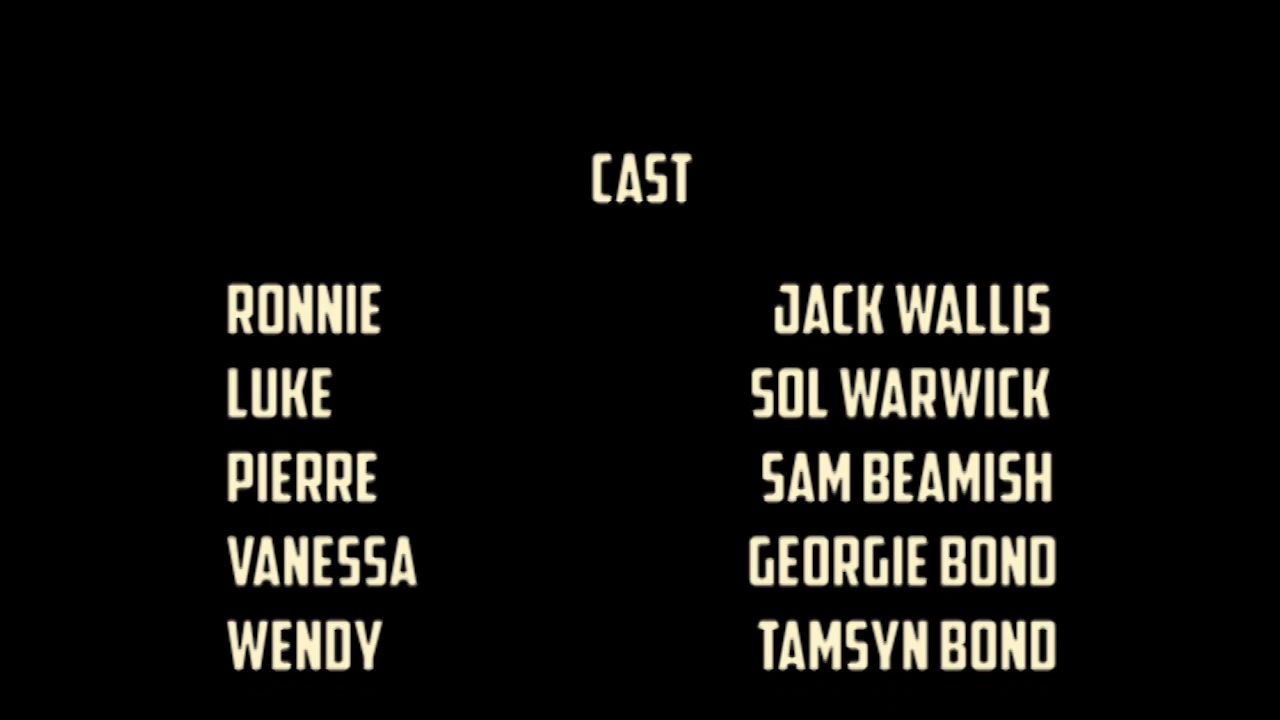 CAST
RONNIE JACK WALLIS
LUKE SOL WARWICK
PIERRE SAM BEAMISH
VANESSA GEORGIE BOND
WENDY TAMSYN BOND